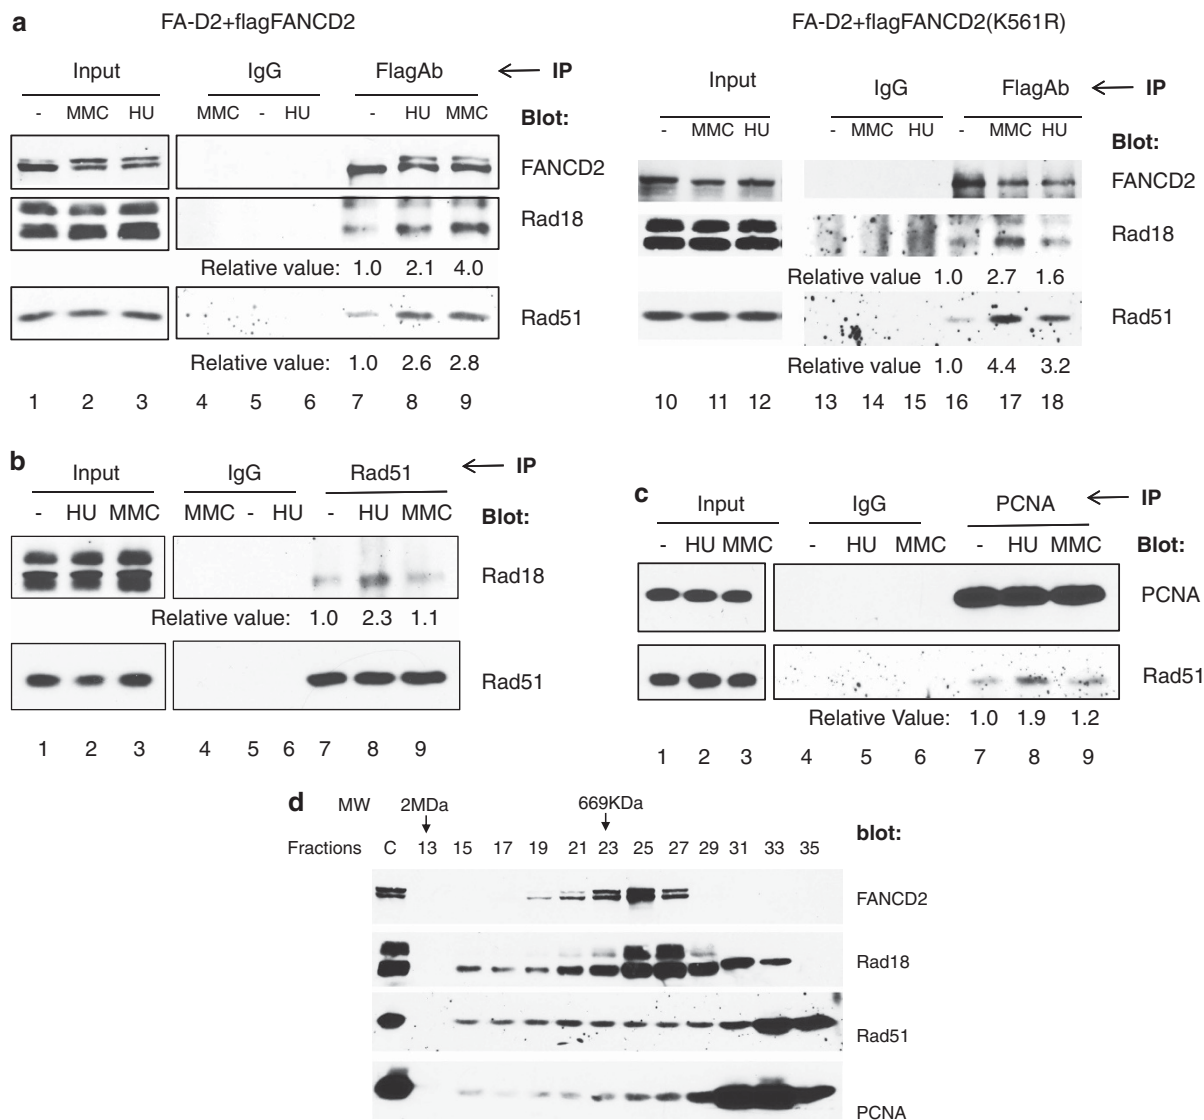 a
FA-D2+flagFANCD2
Input IgG FlagAb ← IP
- MMC HU MMC - HU - HU MMC Blot:
FANCD2
Rad18
Relative value: 1.0 2.1 4.0
Rad51
Relative value: 1.0 2.6 2.8
1 2 3 4 5 6 7 8 9
FA-D2+flagFANCD2(K561R)
Input IgG FlagAb ← IP
- MMC HU - MMC HU - MMC HU Blot:
FANCD2
Rad18
Relative value 1.0 2.7 1.6
Rad51
Relative value 1.0 4.4 3.2
10 11 12 13 14 15 16 17 18
b
Input IgG Rad51 ← IP
- HU MMC MMC - HU - HU MMC Blot:
Rad18
Relative value: 1.0 2.3 1.1
Rad51
1 2 3 4 5 6 7 8 9
c
Input IgG PCNA ← IP
- HU MMC - HU MMC - HU MMC Blot:
PCNA
Rad51
Relative Value: 1.0 1.9 1.2
1 2 3 4 5 6 7 8 9
d
MW 2MDa 669KDa
blot:
Fractions C 13 15 17 19 21 23 25 27 29 31 33 35
FANCD2
Rad18
Rad51
PCNA